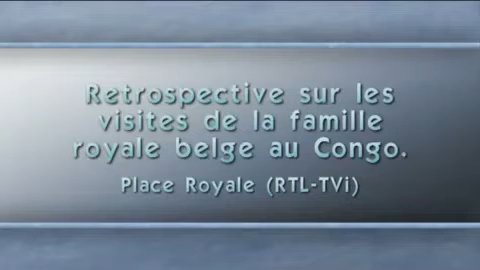 Retrospective sur les
visites de la famille
royale belge au Congo.
Place Royale (RTL-TVi)